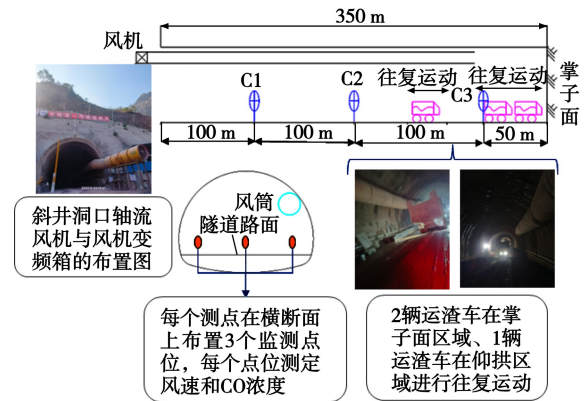 350 m
风机
C1
C2
往复运动
往复运动
C3
掌子面
100 m
100 m
100 m
50 m
风筒
隧道路面
斜井洞口轴流
风机与风机变
频箱的布置图
每个测点在横断面
上布置3个监测点
位，每个点位测定
风速和CO浓度
2辆运渣车在掌
子面区域、1辆
运渣车在仰拱区
域进行往复运动